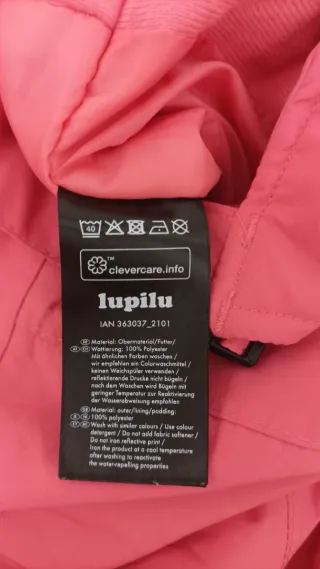 40
clevercare.info
lupilu
IAN 363037_2101
Material: Obermaterial/Futter/
Wattierung: 100% Polyester
Mit ähnlichen Farben waschen /
wir empfehlen ein Colorwaschmittel /
keinen Weichspüler verwenden /
reflektierende Drucke nicht bügeln /
nach dem Waschen wird Bügeln mit
geringer Temperatur zur Reaktivierung
der Wasserabweisung empfohlen
Material: outer/lining/padding:
100% polyester
Wash with similar colours / Use colour
detergent / Do not add fabric softener /
Do not iron reflective print /
Iron the product at a cool temperature
after washing to reactivate
the water-repelling properties